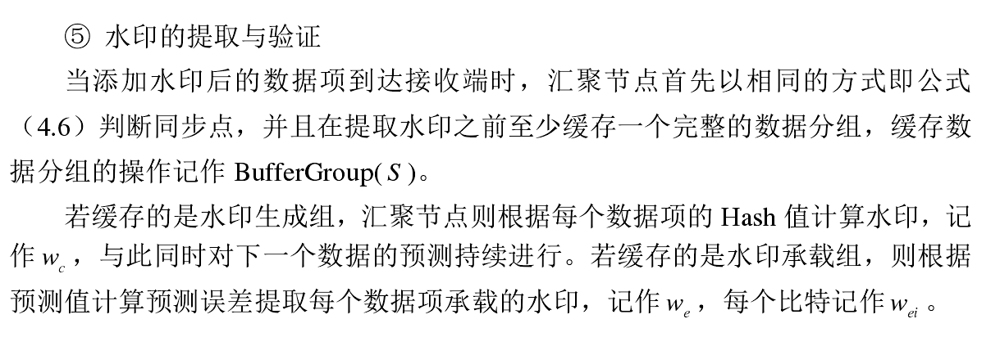 ⑤ 水印的提取与验证
当添加水印后的数据项到达接收端时，汇聚节点首先以相同的方式即公式
（4.6）判断同步点，并且在提取水印之前至少缓存一个完整的数据分组，缓存数
据分组的操作记作 BufferGroup( S )。
若缓存的是水印生成组，汇聚节点则根据每个数据项的 Hash 值计算水印，记
作 w_c ，与此同时对下一个数据的预测持续进行。若缓存的是水印承载组，则根据
预测值计算预测误差提取每个数据项承载的水印，记作 w_e ，每个比特记作 w_ei 。